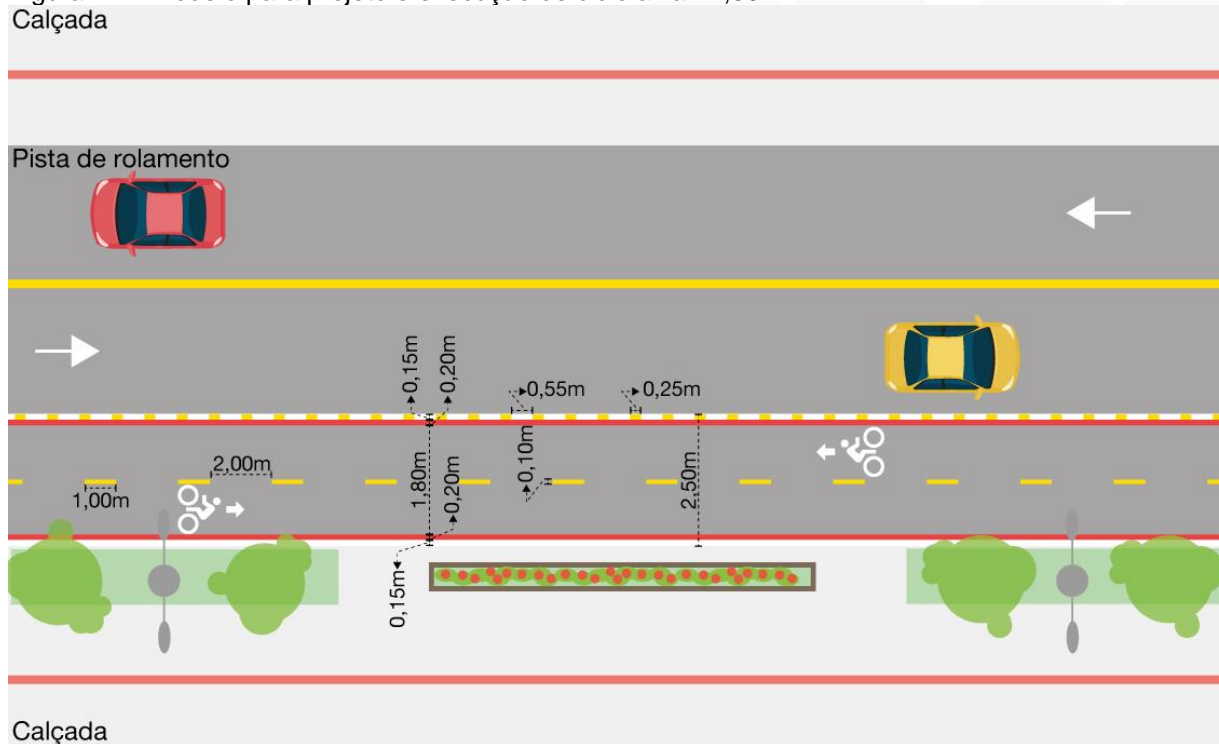 Calçada
Pista de rolamento
0,15m
0,20m
0,55m
0,25m
2,00m
1,00m
1,80m
0,20m
0,10m
2,50m
0,15m
Calçada